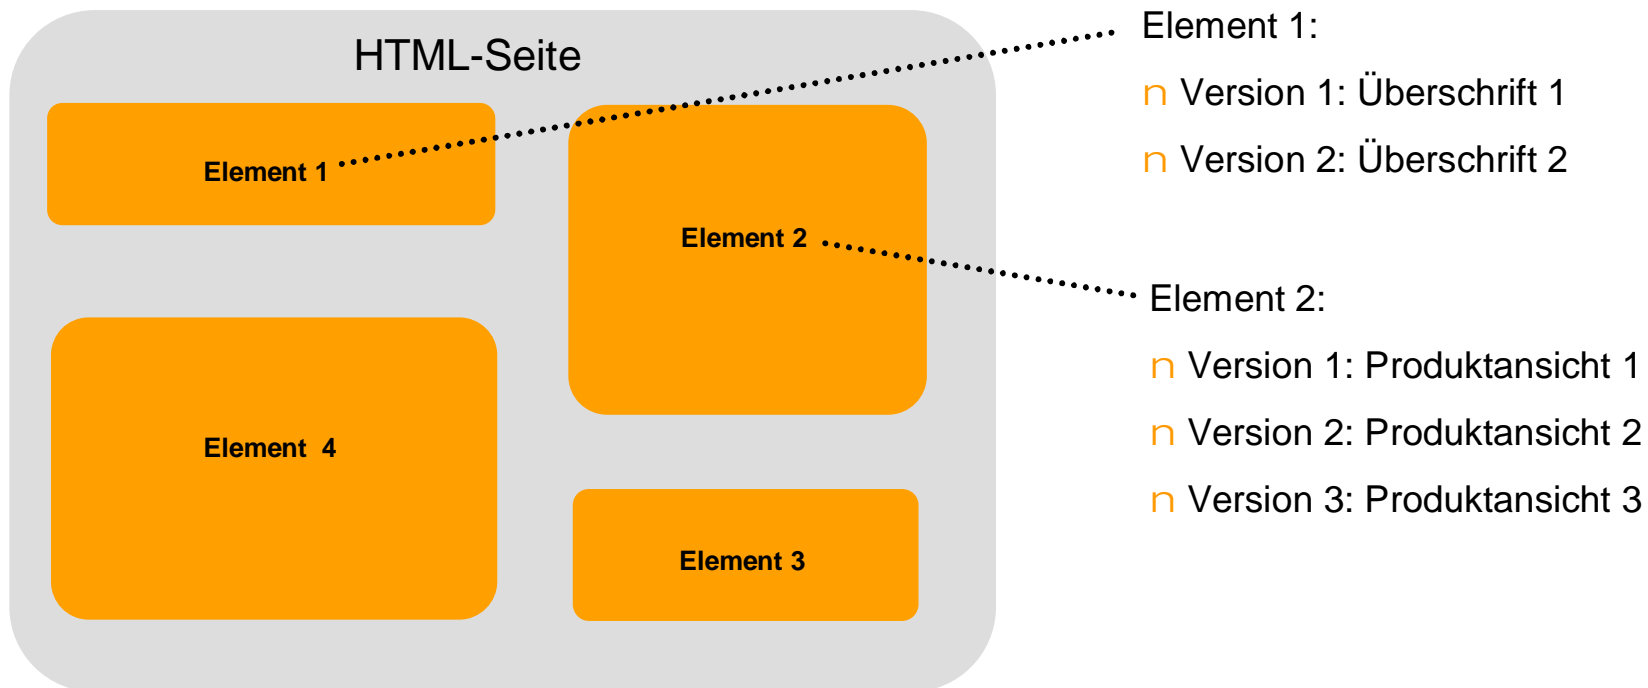 HTML-Seite
Element 1
Element 2
Element 4
Element 3
Element 1:
n Version 1: Überschrift 1
n Version 2: Überschrift 2
Element 2:
n Version 1: Produktansicht 1
n Version 2: Produktansicht 2
n Version 3: Produktansicht 3